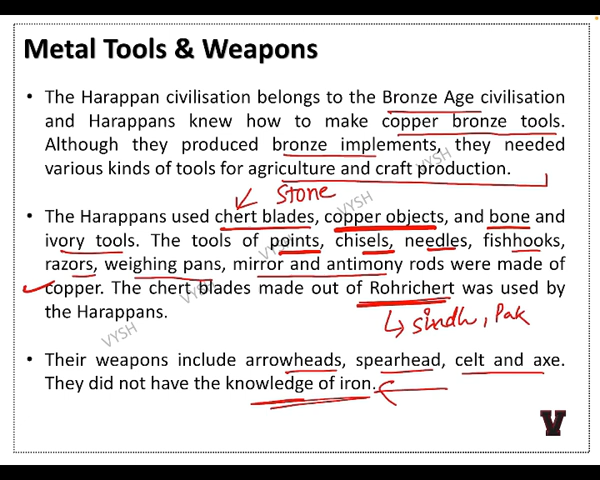 Metal Tools & Weapons
• The Harappan civilisation belongs to the Bronze Age civilisation
and Harappans knew how to make copper bronze tools.
Although they produced bronze implements, they needed
various kinds of tools for agriculture and craft production.
Stone
• The Harappans used chert blades, copper objects, and bone and
ivory tools. The tools of points, chisels, needles, fishhooks,
razors, weighing pans, mirror and antimony rods were made of
copper. The chert blades made out of Rohrichert was used by
the Harappans.
Sindh, Pak
• Their weapons include arrowheads, spearhead, celt and axe.
They did not have the knowledge of iron.
VYSH
VYSH
VYSH
VYSH
VYSH
V